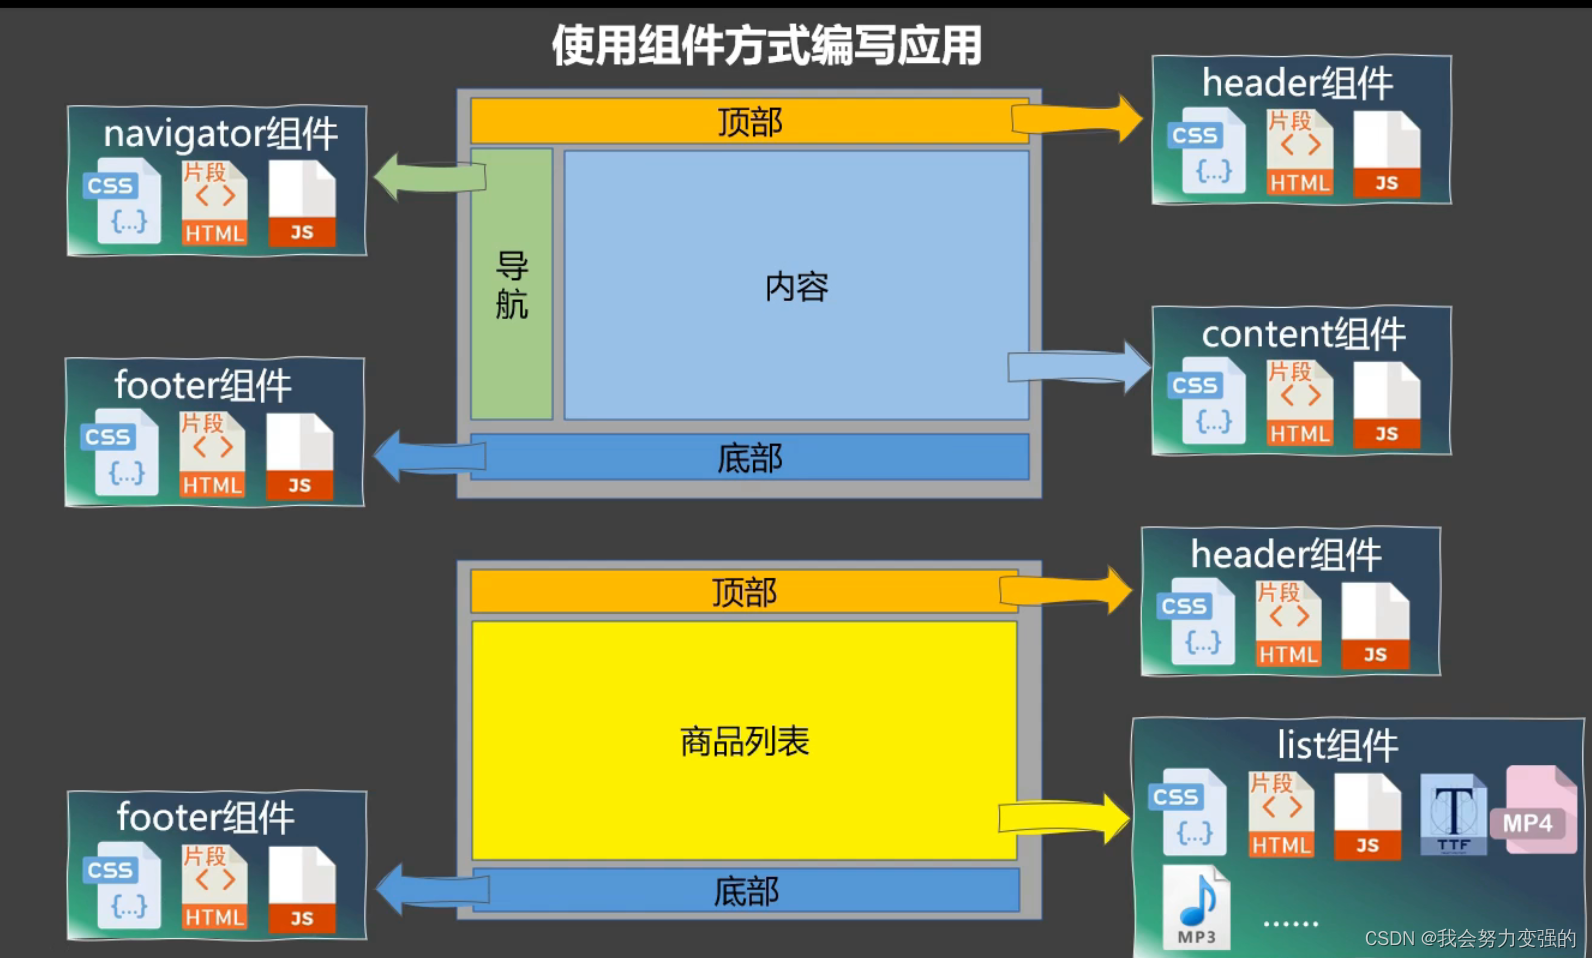 使用组件方式编写应用
navigator组件
CSS
{...}
片段
< >
HTML
JS
顶部
header组件
CSS
{...}
片段
< >
HTML
JS
导航
内容
footer组件
CSS
{...}
片段
< >
HTML
JS
底部
content组件
CSS
{...}
片段
< >
HTML
JS
顶部
header组件
CSS
{...}
片段
< >
HTML
JS
商品列表
list组件
CSS
{...}
片段
< >
HTML
JS
T
TTF
MP4
MP3
......
footer组件
CSS
{...}
片段
< >
HTML
JS
底部
CSDN @我会努力变强的